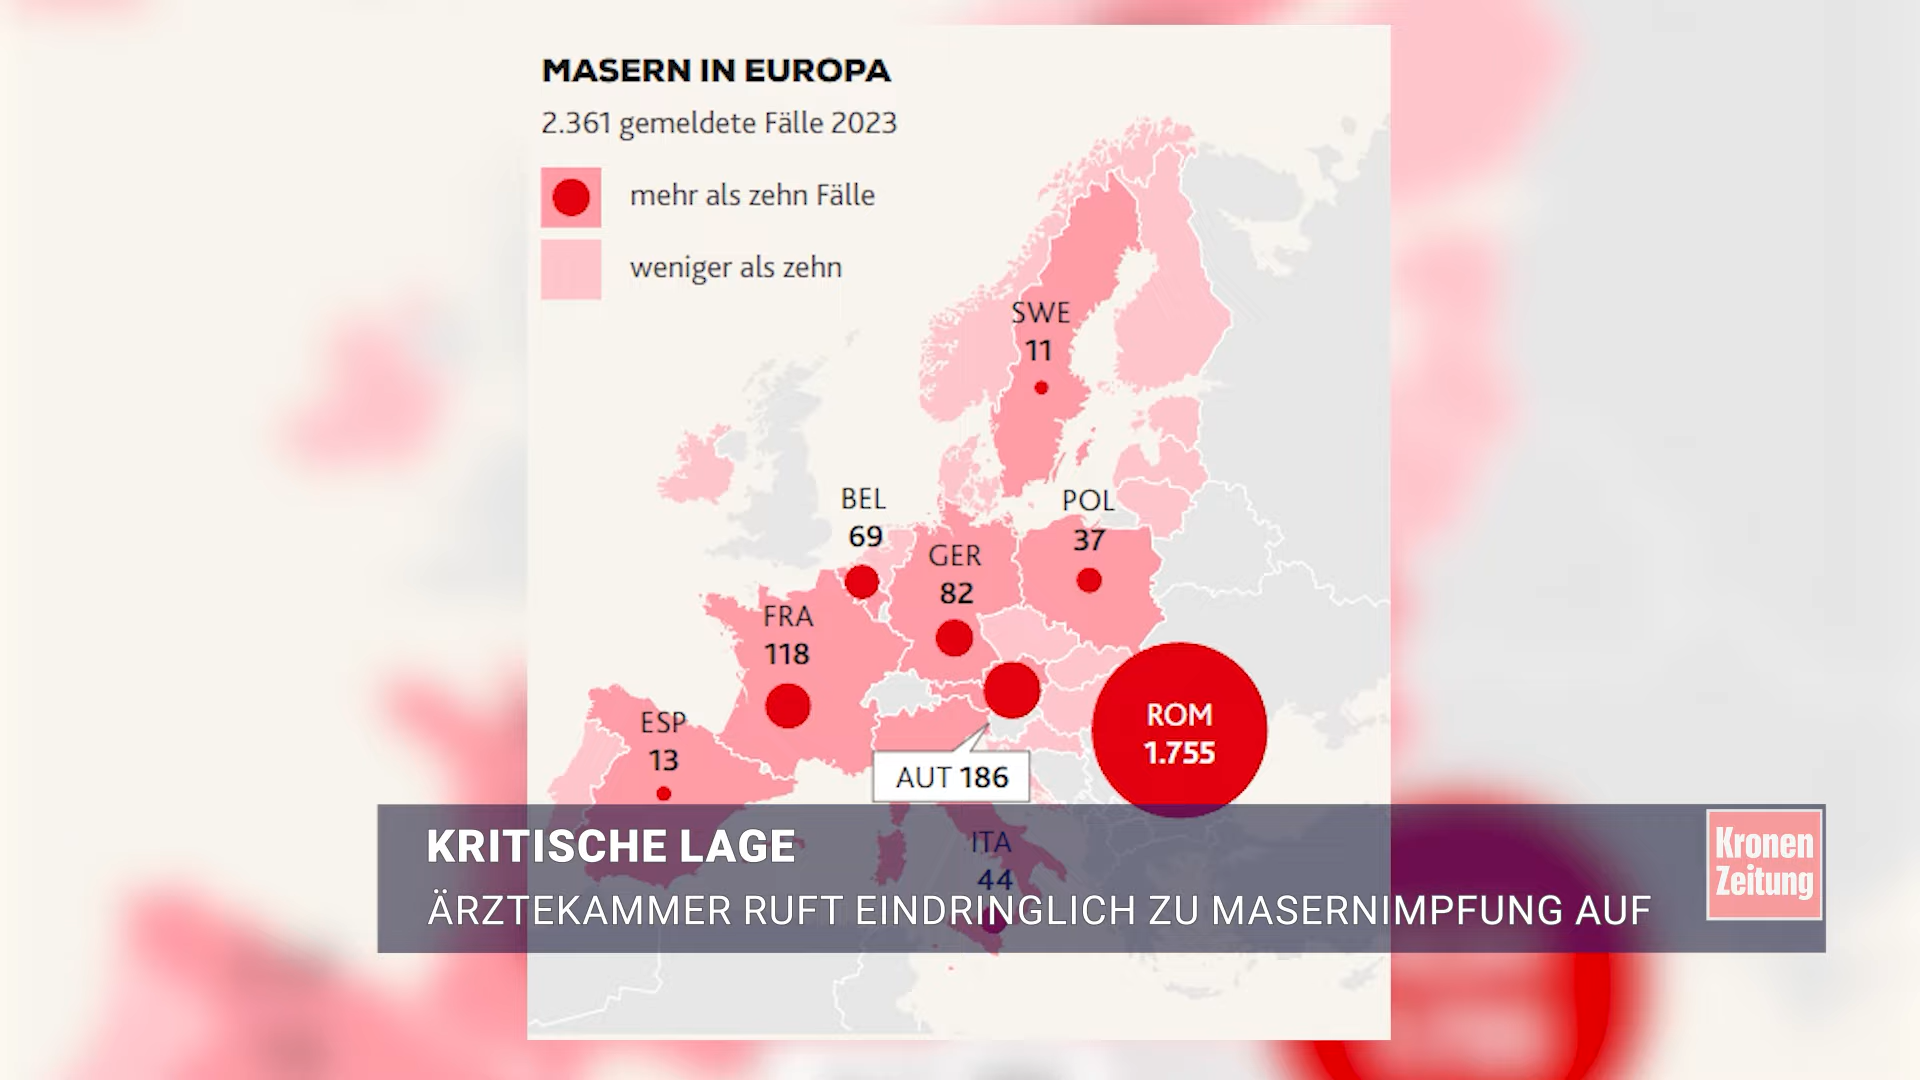 MASERN IN EUROPA
2.361 gemeldete Fälle 2023
mehr als zehn Fälle
weniger als zehn
SWE
11
BEL
69
POL
37
GER
82
FRA
118
ESP
13
ROM
1.755
AUT 186
ITA
44
KRITISCHE LAGE
ÄRZTEKAMMER RUFT EINDRINGLICH ZU MASERNIMPFUNG AUF
Kronen
Zeitung